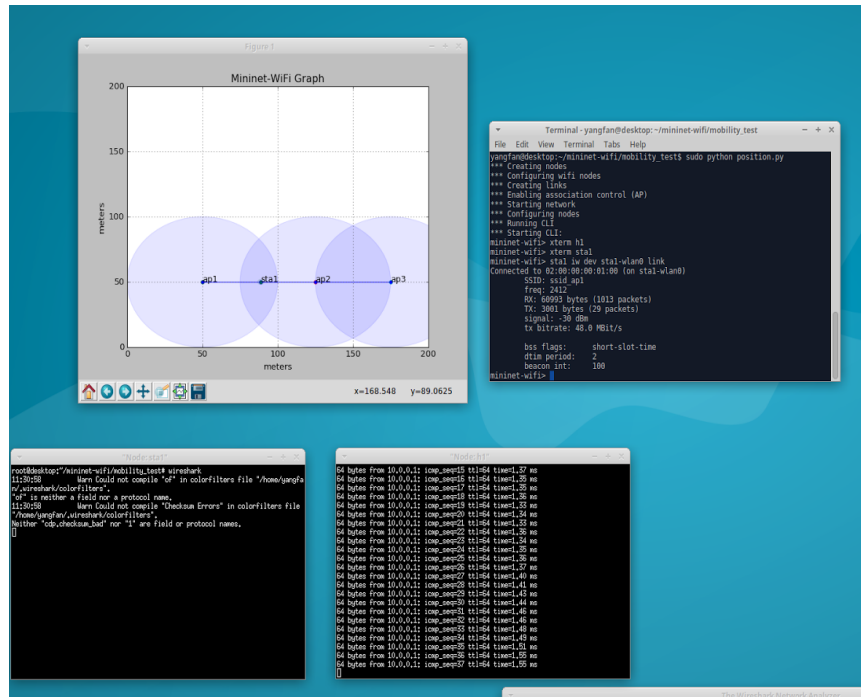 Figure 1
Mininet-WiFi Graph
200
150
100
50
0
meters
ap1
sta1
ap2
ap3
0
50
100
150
200
meters
x=168.548 y=89.0625
Terminal - yangfan@desktop: ~/mininet-wifi/mobility_test
File Edit View Terminal Tabs Help
yangfan@desktop:~/mininet-wifi/mobility_test$ sudo python position.py
*** Creating nodes
*** Configuring wifi nodes
*** Creating links
*** Enabling association control (AP)
*** Starting network
*** Configuring nodes
*** Running CLI
*** Starting CLI:
mininet-wifi> xterm h1
mininet-wifi> xterm sta1
mininet-wifi> sta1 iw dev sta1-wlan0 link
Connected to 02:00:00:00:01:00 (on sta1-wlan0)
SSID: ssid_ap1
freq: 2412
RX: 60993 bytes (1013 packets)
TX: 3001 bytes (29 packets)
signal: -30 dBm
tx bitrate: 48.0 MBit/s
bss flags: short-slot-time
dtim period: 2
beacon int: 100
mininet-wifi>
"Node: sta1"
root@desktop:~/mininet-wifi/mobility_test# wireshark
11:30:58 Warn Could not compile "of" in colorfilters file "/home/yangfa
n/.wireshark/colorfilters".
"of" is neither a field nor a protocol name.
11:30:58 Warn Could not compile "Checksum Errors" in colorfilters file
"/home/yangfan/.wireshark/colorfilters".
Neither "cdp.checksum_bad" nor "1" are field or protocol names.
"Node: h1"
64 bytes from 10.0.0.1: icmp_seq=15 ttl=64 time=1.37 ms
64 bytes from 10.0.0.1: icmp_seq=16 ttl=64 time=1.35 ms
64 bytes from 10.0.0.1: icmp_seq=17 ttl=64 time=1.35 ms
64 bytes from 10.0.0.1: icmp_seq=18 ttl=64 time=1.36 ms
64 bytes from 10.0.0.1: icmp_seq=19 ttl=64 time=1.33 ms
64 bytes from 10.0.0.1: icmp_seq=20 ttl=64 time=1.34 ms
64 bytes from 10.0.0.1: icmp_seq=21 ttl=64 time=1.33 ms
64 bytes from 10.0.0.1: icmp_seq=22 ttl=64 time=1.36 ms
64 bytes from 10.0.0.1: icmp_seq=23 ttl=64 time=1.34 ms
64 bytes from 10.0.0.1: icmp_seq=24 ttl=64 time=1.35 ms
64 bytes from 10.0.0.1: icmp_seq=25 ttl=64 time=1.36 ms
64 bytes from 10.0.0.1: icmp_seq=26 ttl=64 time=1.37 ms
64 bytes from 10.0.0.1: icmp_seq=27 ttl=64 time=1.40 ms
64 bytes from 10.0.0.1: icmp_seq=28 ttl=64 time=1.41 ms
64 bytes from 10.0.0.1: icmp_seq=29 ttl=64 time=1.43 ms
64 bytes from 10.0.0.1: icmp_seq=30 ttl=64 time=1.44 ms
64 bytes from 10.0.0.1: icmp_seq=31 ttl=64 time=1.46 ms
64 bytes from 10.0.0.1: icmp_seq=32 ttl=64 time=1.46 ms
64 bytes from 10.0.0.1: icmp_seq=33 ttl=64 time=1.48 ms
64 bytes from 10.0.0.1: icmp_seq=34 ttl=64 time=1.49 ms
64 bytes from 10.0.0.1: icmp_seq=35 ttl=64 time=1.51 ms
64 bytes from 10.0.0.1: icmp_seq=36 ttl=64 time=1.55 ms
64 bytes from 10.0.0.1: icmp_seq=37 ttl=64 time=1.55 ms
The Wireshark Network Analyzer